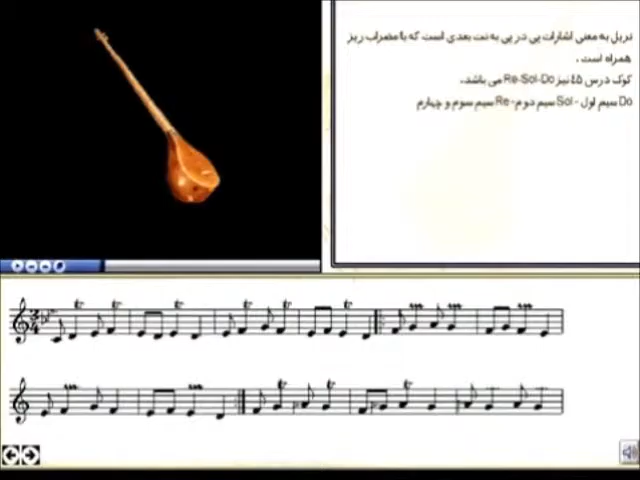 تریل به معنی اشارات پی در پی به نت بعدی است که با مضراب ریز
همراه است .
کوک درس ٤٥ نیز Re-Sol-Do می باشد.
Do سیم اول - Sol سیم دوم- Re سیم سوم و چهارم